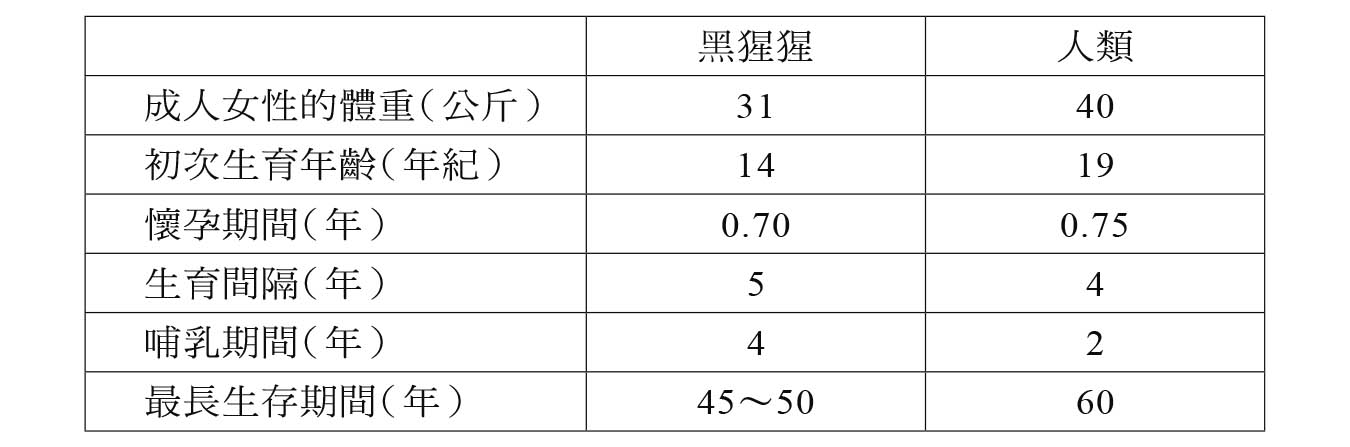 黑猩猩 人類
成人女性的體重(公斤) 31 40
初次生育年齡(年紀) 14 19
懷孕期間(年) 0.70 0.75
生育間隔(年) 5 4
哺乳期間(年) 4 2
最長生存期間(年) 45～50 60